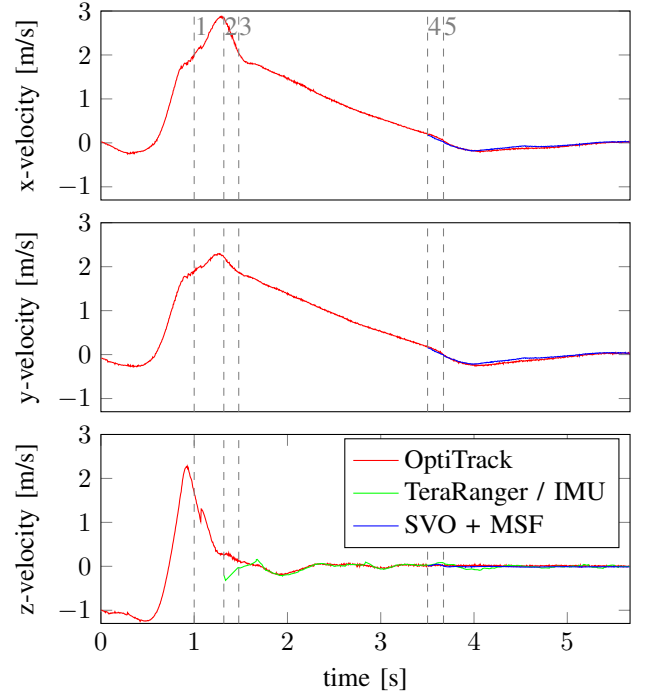 3
2
1
0
−1
x-velocity [m/s]
1 2 3 4 5
3
2
1
0
−1
y-velocity [m/s]
3
2
1
0
−1
z-velocity [m/s]
OptiTrack
TeraRanger / IMU
SVO + MSF
0 1 2 3 4 5
time [s]